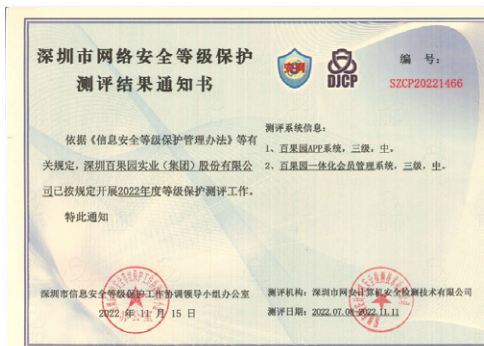 深圳市网络安全等级保护
测评结果通知书
安网
DJCP
编 号:
SZCP20221466
依据《信息安全等级保护管理办法》等有
关规定,深圳百果园实业(集团)股份有限公
司已按规定开展2022年度等级保护测评工作。
特此通知
测评系统信息:
1、百果园APP系统,三级,中。
2、百果园一体化会员管理系统,三级,中。
深圳市信息安全等级保护工作协调领导小组办公室
2022 年 11 月 15 日
办公室
测评机构:深圳市网安计算机安全检测技术有限公司
测评日期:2022.07.08-2022.11.11